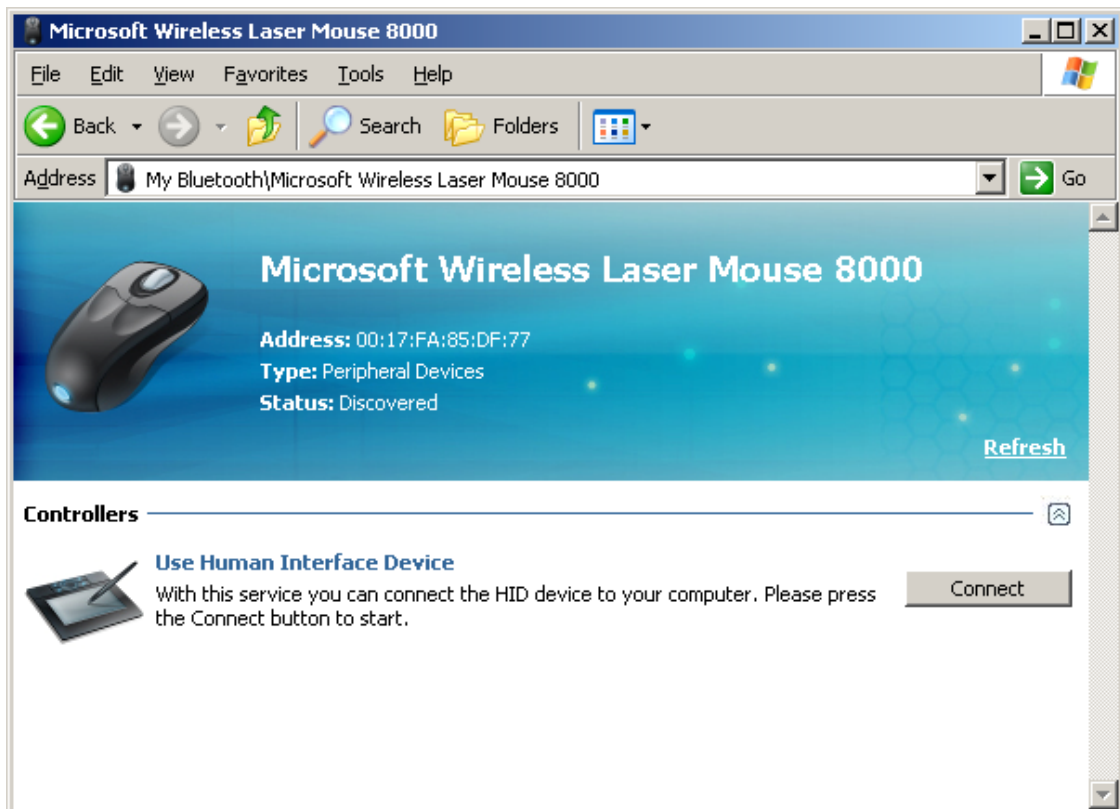 Microsoft Wireless Laser Mouse 8000
File Edit View Favorites Tools Help
Back Search Folders
Address My Bluetooth\Microsoft Wireless Laser Mouse 8000 Go
Microsoft Wireless Laser Mouse 8000
Address: 00:17:FA:85:DF:77
Type: Peripheral Devices
Status: Discovered
Refresh
Controllers
Use Human Interface Device
With this service you can connect the HID device to your computer. Please press
the Connect button to start.
Connect